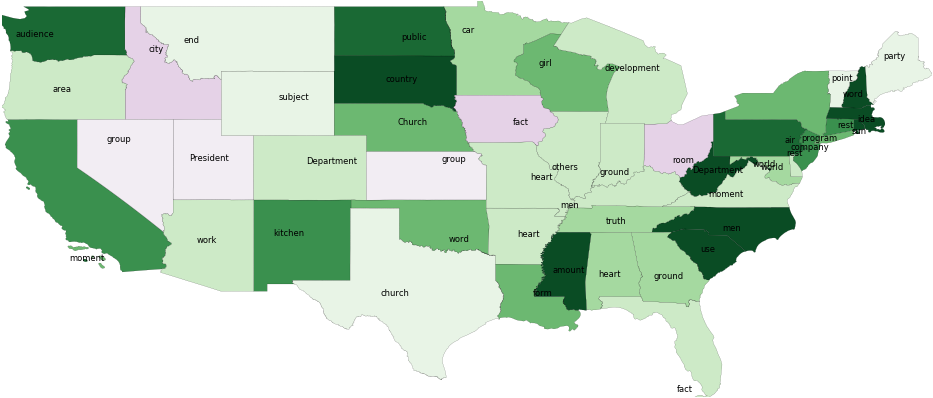 audience
public
car
end
city
party
girl
development
point
country
area
subject
word
fact
Church
idea
rest
sun
group
program
air
company
rest
President
Department
group
room
world
others
world
Department
ground
heart
moment
men
truth
men
kitchen
heart
word
work
use
moment
amount
heart
ground
church
form
fact